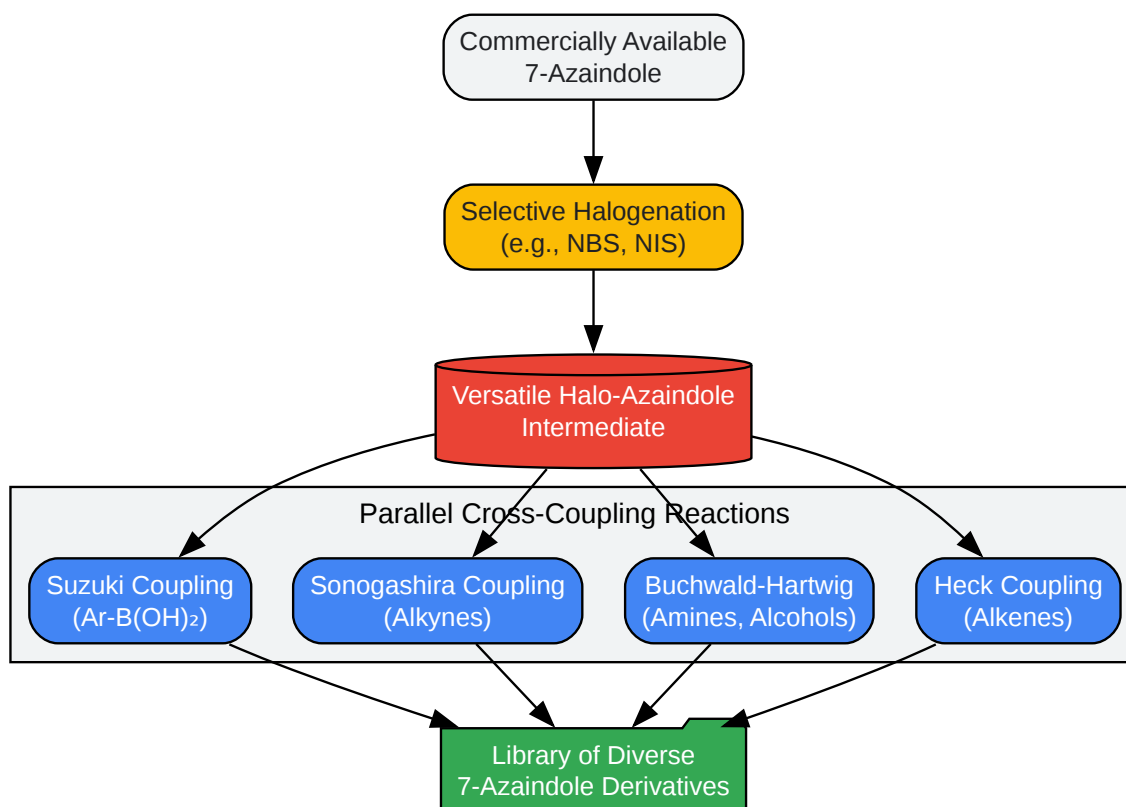 Commercially Available
7-Azaindole
Selective Halogenation
(e.g., NBS, NIS)
Versatile Halo-Azaindole
Intermediate
Parallel Cross-Coupling Reactions
Suzuki Coupling
(Ar-B(OH)₂)
Sonogashira Coupling
(Alkynes)
Buchwald-Hartwig
(Amines, Alcohols)
Heck Coupling
(Alkenes)
Library of Diverse
7-Azaindole Derivatives